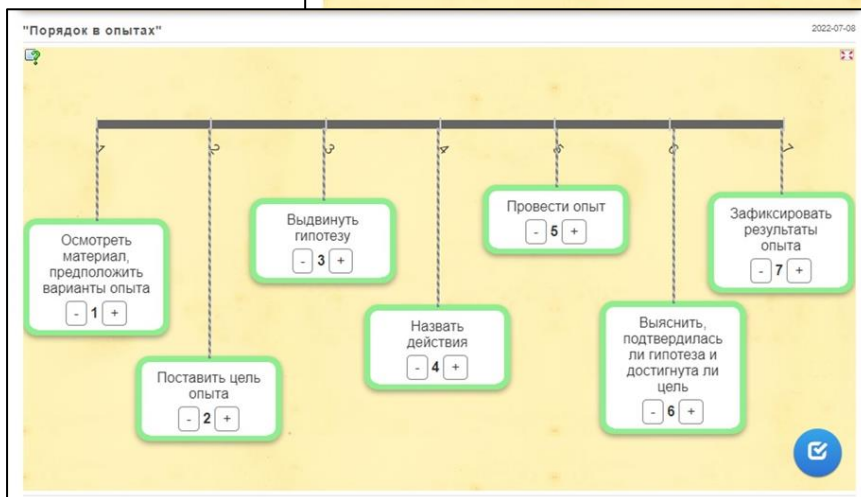 "Порядок в опытах"
2022-07-08
1 2 3 4 5 6 7
Осмотреть
материал,
предположить
варианты опыта
- 1 +
Поставить цель
опыта
- 2 +
Выдвинуть
гипотезу
- 3 +
Назвать
действия
- 4 +
Провести опыт
- 5 +
Выяснить,
подтвердилась
ли гипотеза и
достигнута ли
цель
- 6 +
Зафиксировать
результаты
опыта
- 7 +